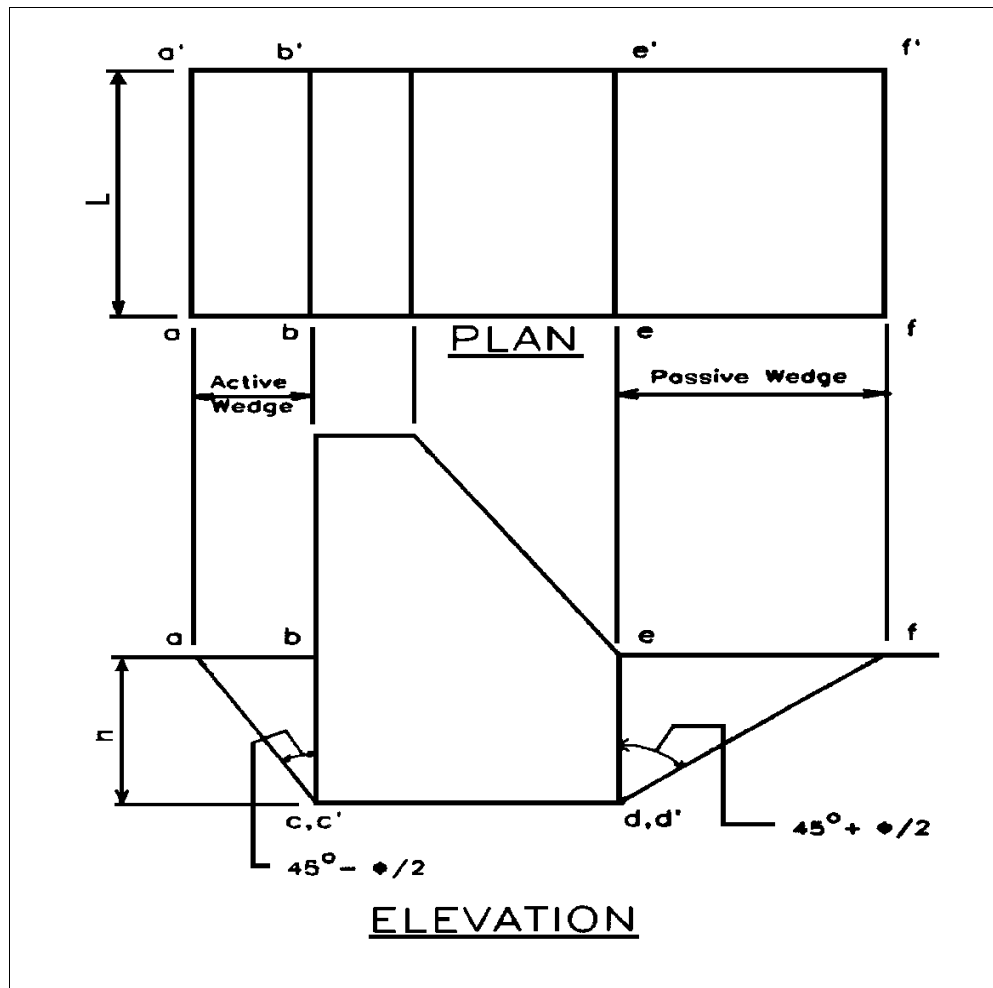 a' b' e' f'
L
a b PLAN e f
Active
Wedge
Passive Wedge
a b e f
n
c,c' d,d'
45° + Φ/2
45° − Φ/2
ELEVATION